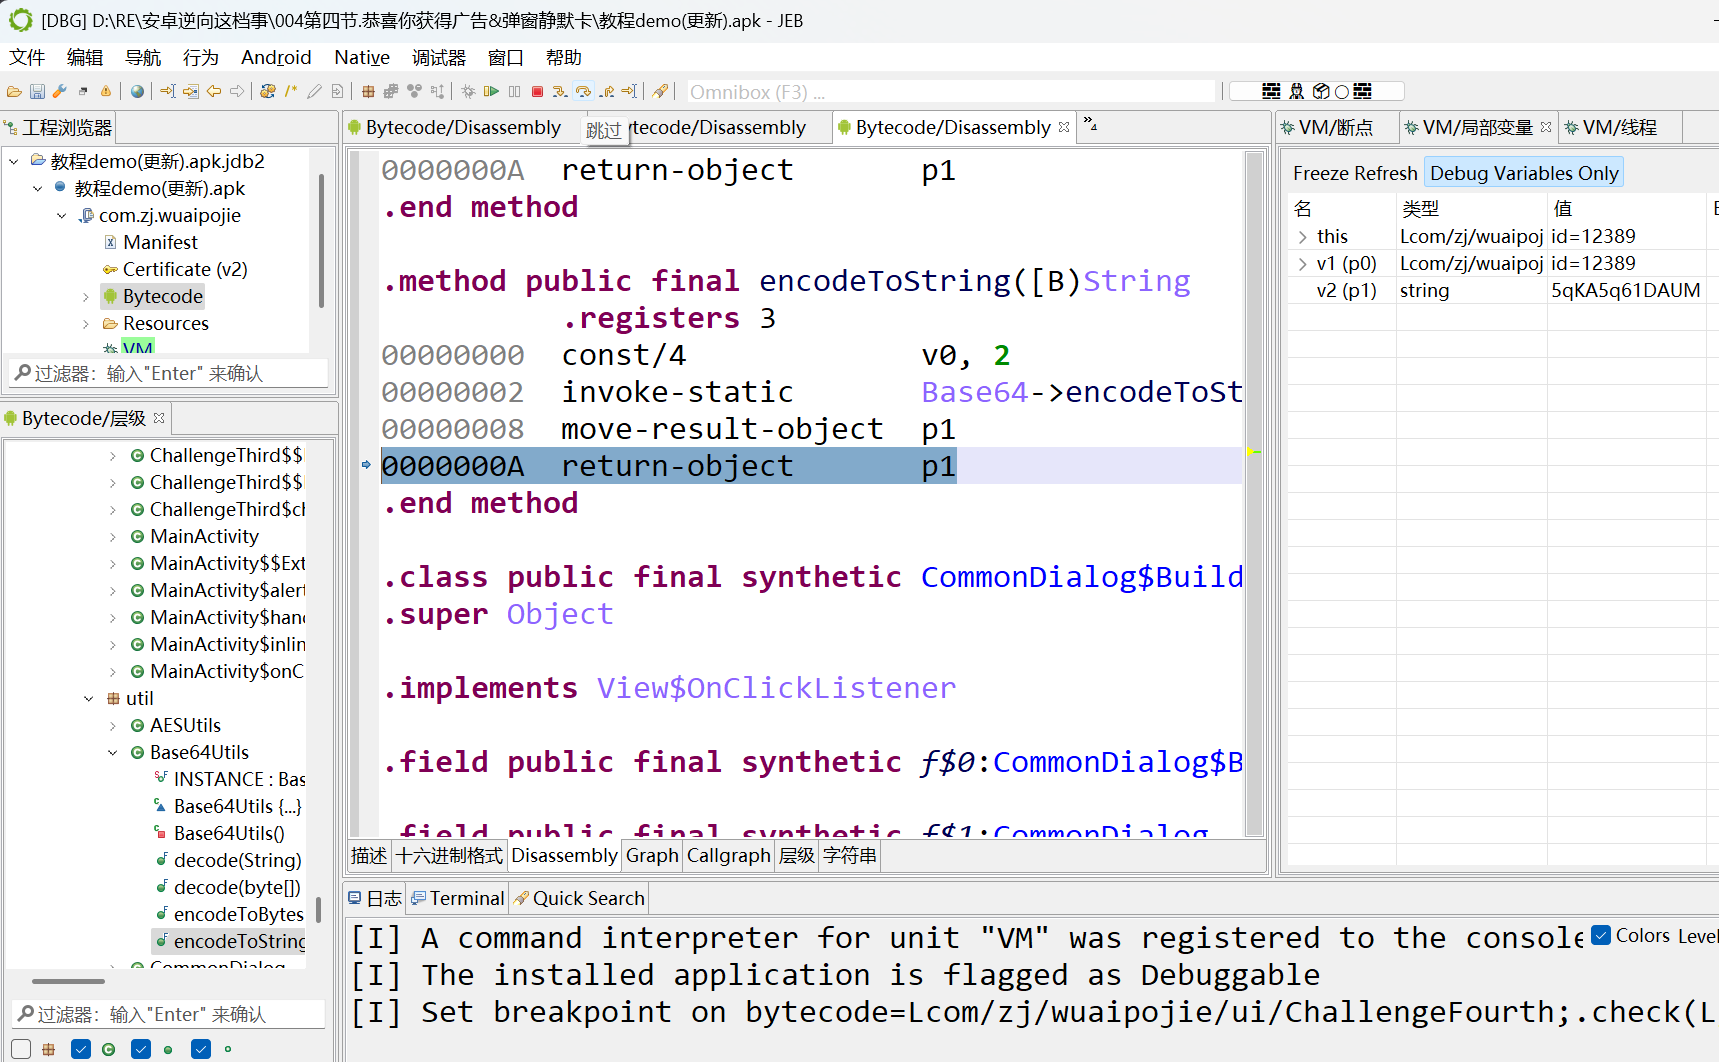 [DBG] D:\RE\安卓逆向这档事\004第四节.恭喜你获得广告&弹窗静默卡\教程demo(更新).apk - JEB
文件 编辑 导航 行为 Android Native 调试器 窗口 帮助
Omnibox (F3) ...
工程浏览器
教程demo(更新).apk.jdb2
教程demo(更新).apk
com.zj.wuaipojie
Manifest
Certificate (v2)
Bytecode
Resources
VM
过滤器：输入"Enter" 来确认
Bytecode/层级
ChallengeThird$$
ChallengeThird$$
ChallengeThird$cl
MainActivity
MainActivity$$Ext
MainActivity$aler
MainActivity$han
MainActivity$inlin
MainActivity$onC
util
AESUtils
Base64Utils
INSTANCE : Bas
Base64Utils {...}
Base64Utils()
decode(String)
decode(byte[])
encodeToBytes
encodeToString
CommonDialog
过滤器：输入"Enter" 来确认
Bytecode/Disassembly
跳过
tecode/Disassembly
Bytecode/Disassembly
»4
0000000A return-object p1
.end method
.method public final encodeToString([B)String
.registers 3
00000000 const/4 v0, 2
00000002 invoke-static Base64->encodeToSt
00000008 move-result-object p1
0000000A return-object p1
.end method
.class public final synthetic CommonDialog$Build
.super Object
.implements View$OnClickListener
.field public final synthetic f$0:CommonDialog$B
.field public final synthetic f$1:CommonDialog
描述 十六进制格式 Disassembly Graph Callgraph 层级 字符串
VM/断点 VM/局部变量 VM/线程
Freeze Refresh Debug Variables Only
名 类型 值
this Lcom/zj/wuaipoj id=12389
v1 (p0) Lcom/zj/wuaipoj id=12389
v2 (p1) string 5qKA5q61DAUM
日志 Terminal Quick Search
[I] A command interpreter for unit "VM" was registered to the console
Colors Level
[I] The installed application is flagged as Debuggable
[I] Set breakpoint on bytecode=Lcom/zj/wuaipojie/ui/ChallengeFourth;.check(L